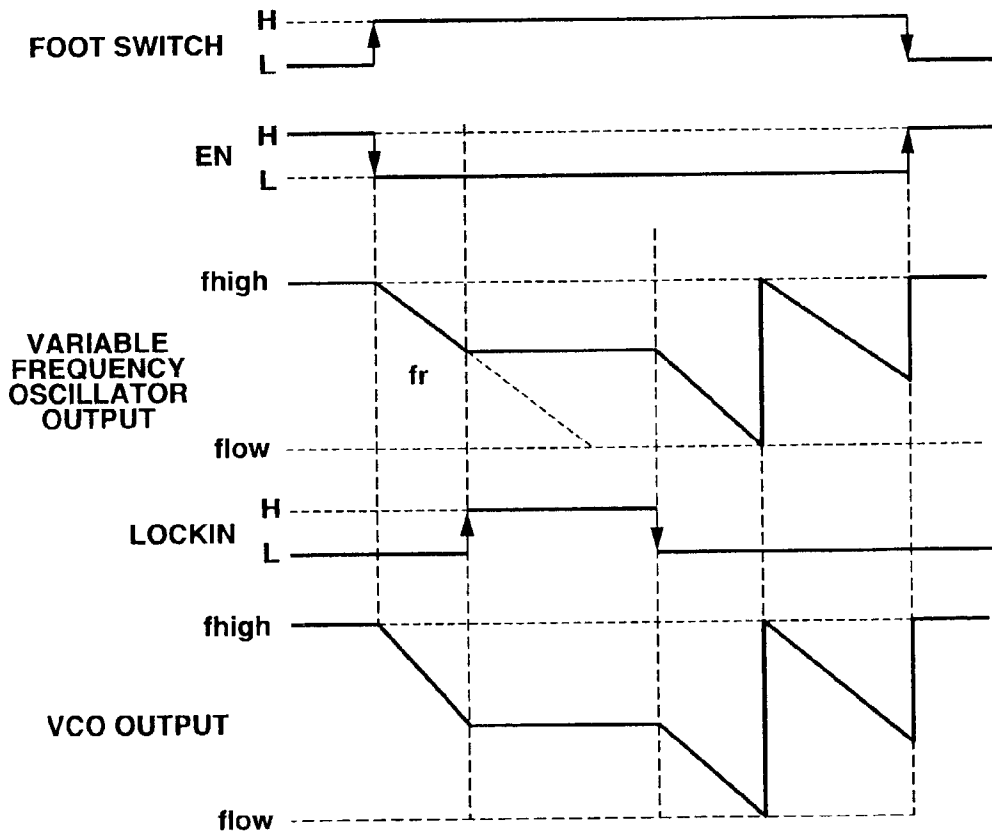 H
FOOT SWITCH
L
H
EN
L
fhigh
VARIABLE
FREQUENCY
OSCILLATOR
OUTPUT
fr
flow
H
LOCKIN
L
fhigh
VCO OUTPUT
flow